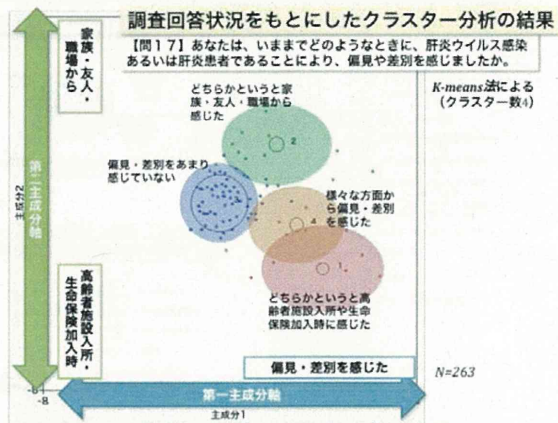 調査回答状況をもとにしたクラスター分析の結果
【問17】あなたは、いままでどのようなときに、肝炎ウイルス感染
あるいは肝炎患者であることにより、偏見や差別を感じましたか。
K-means法による
（クラスター数4）
家族・友人・
職場から
どちらかというと家
族・友人・職場から
感じた
2
偏見・差別をあまり
感じていない
様々な方面か
ら偏見・差別
を感じた
4
1
どちらかというと高
齢者施設入所や生命
保険加入時に感じた
第二主成分軸
主成分2
高齢者施設入所・
生命保険加入時
偏見・差別を感じた
N=263
-8
第一主成分軸
主成分1